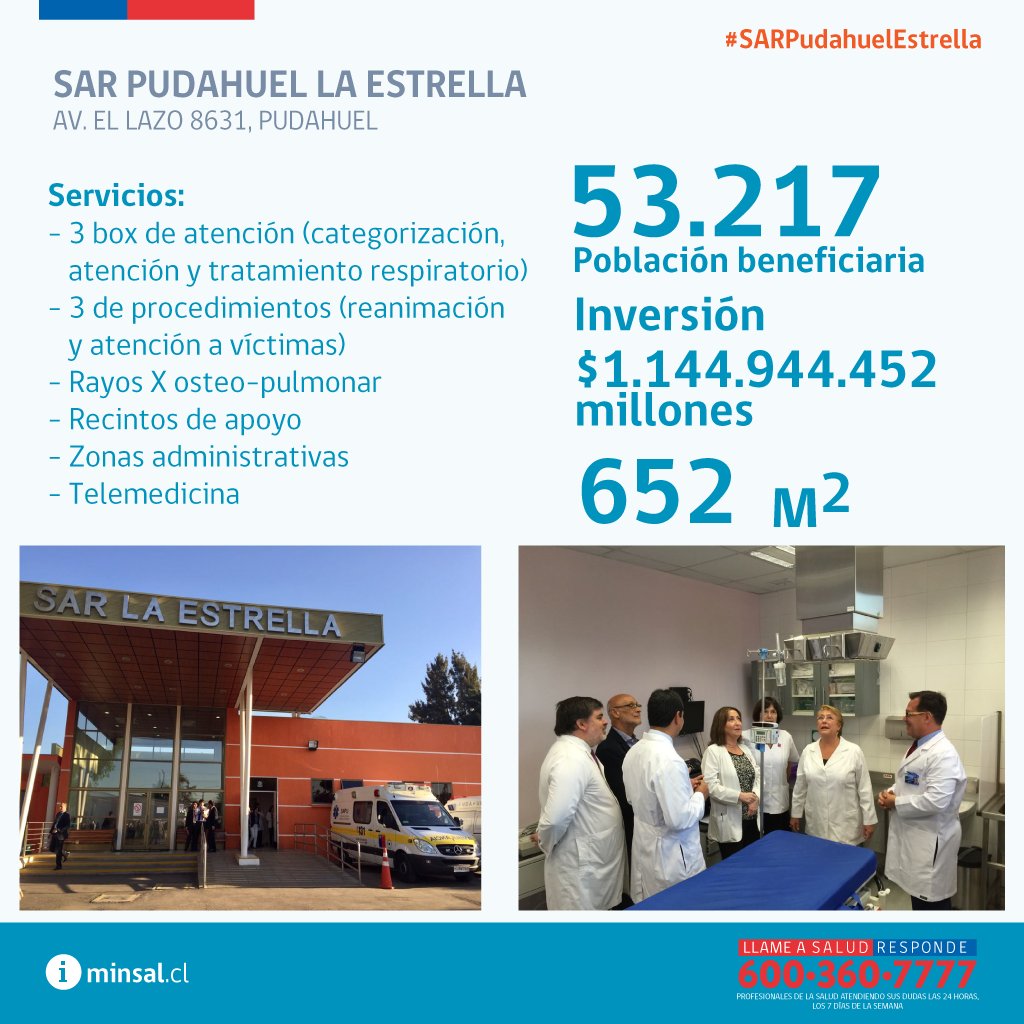 #SARPudahuelEstrella
SAR PUDAHUEL LA ESTRELLA
AV. EL LAZO 8631, PUDAHUEL
Servicios:
- 3 box de atención (categorización,
atención y tratamiento respiratorio)
- 3 de procedimientos (reanimación
y atención a víctimas)
- Rayos X osteo-pulmonar
- Recintos de apoyo
- Zonas administrativas
- Telemedicina
53.217
Población beneficiaria
Inversión
$1.144.944.452
millones
652 M²
SAR LA ESTRELLA
i minsal.cl
LLAME A SALUD RESPONDE
600·360·7777
PROFESIONALES DE LA SALUD ATENDIENDO SUS DUDAS LAS 24 HORAS,
LOS 7 DÍAS DE LA SEMANA